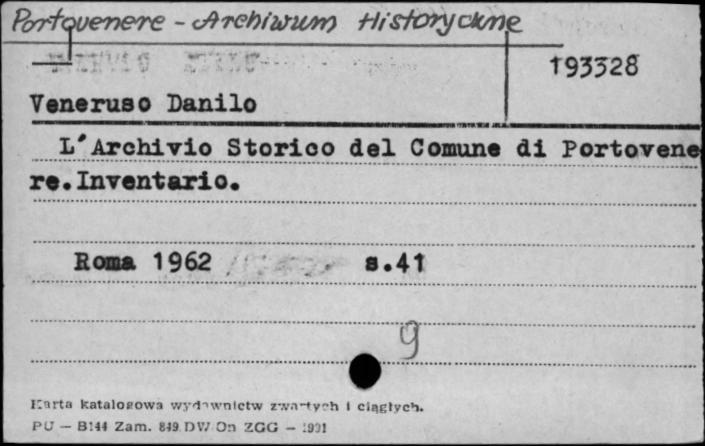 Portovenere - Archiwum Historyczne
193328
Veneruso Danilo
L'Archivio Storico del Comune di Portovene
re. Inventario.
Roma 1962 s.41
9
Karta katalogowa wydawnictw zwartych i ciągłych.
PU — B144 Zam. 849 DW/On ZGG — 1991